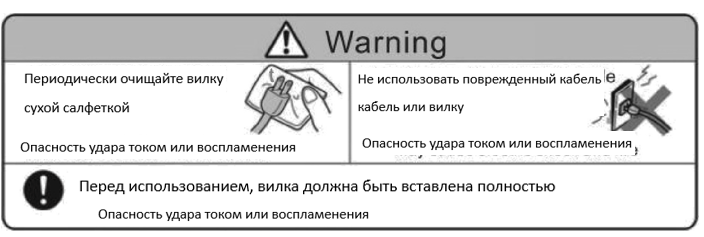 Warning
Периодически очищайте вилку
сухой салфеткой
Опасность удара током или воспламенения
Не использовать поврежденный кабель
кабель или вилку
Опасность удара током или воспламенения
Перед использованием, вилка должна быть вставлена полностью
Опасность удара током или воспламенения